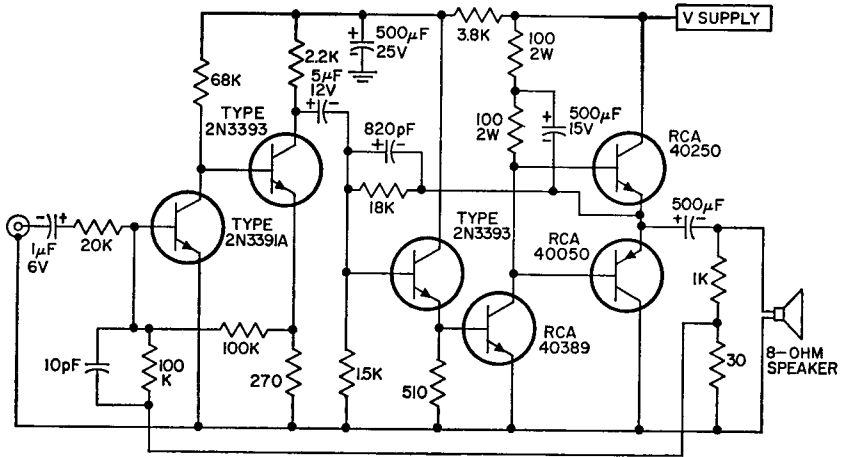 V SUPPLY
500µF
25V
3.8K
100
2W
2.2K
5µF
12V
68K
TYPE
2N3393
820pF
100
2W
500µF
15V
RCA
40250
18K
500µF
1µF
6V
20K
TYPE
2N3391A
TYPE
2N3393
RCA
40050
1K
RCA
40389
8-OHM
SPEAKER
10pF
100
K
100K
270
1.5K
510
30